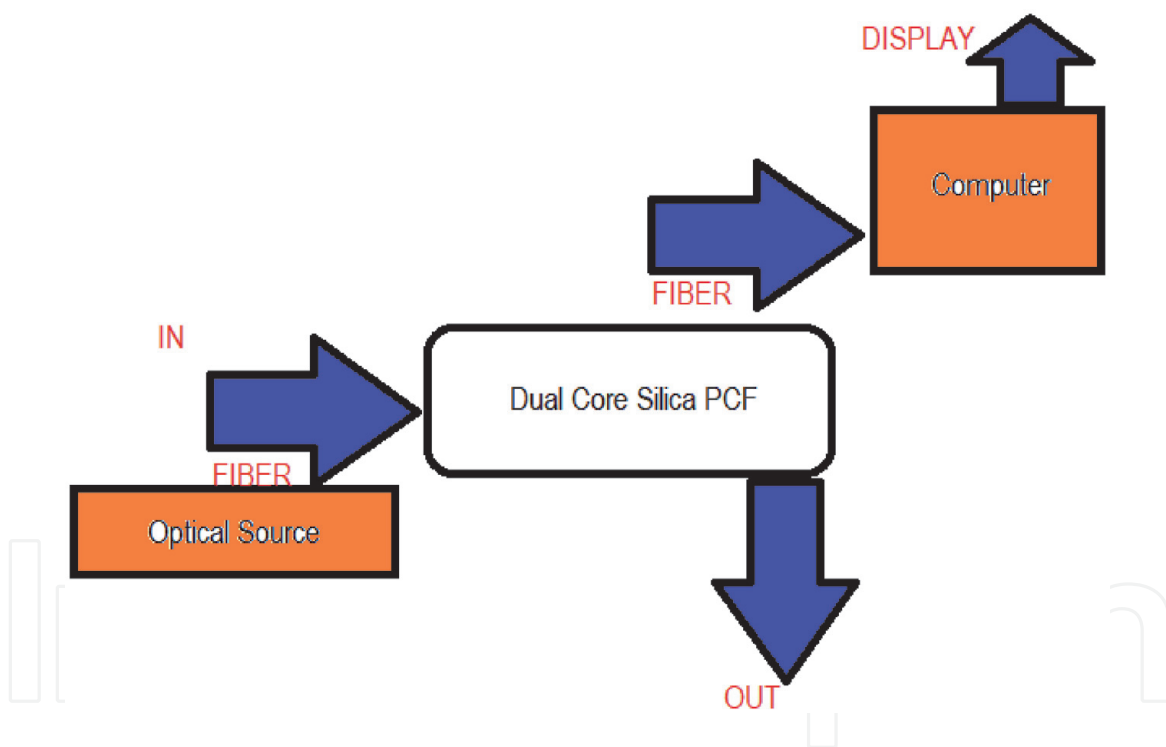 DISPLAY
Computer
FIBER
IN
Dual Core Silica PCF
FIBER
Optical Source
OUT